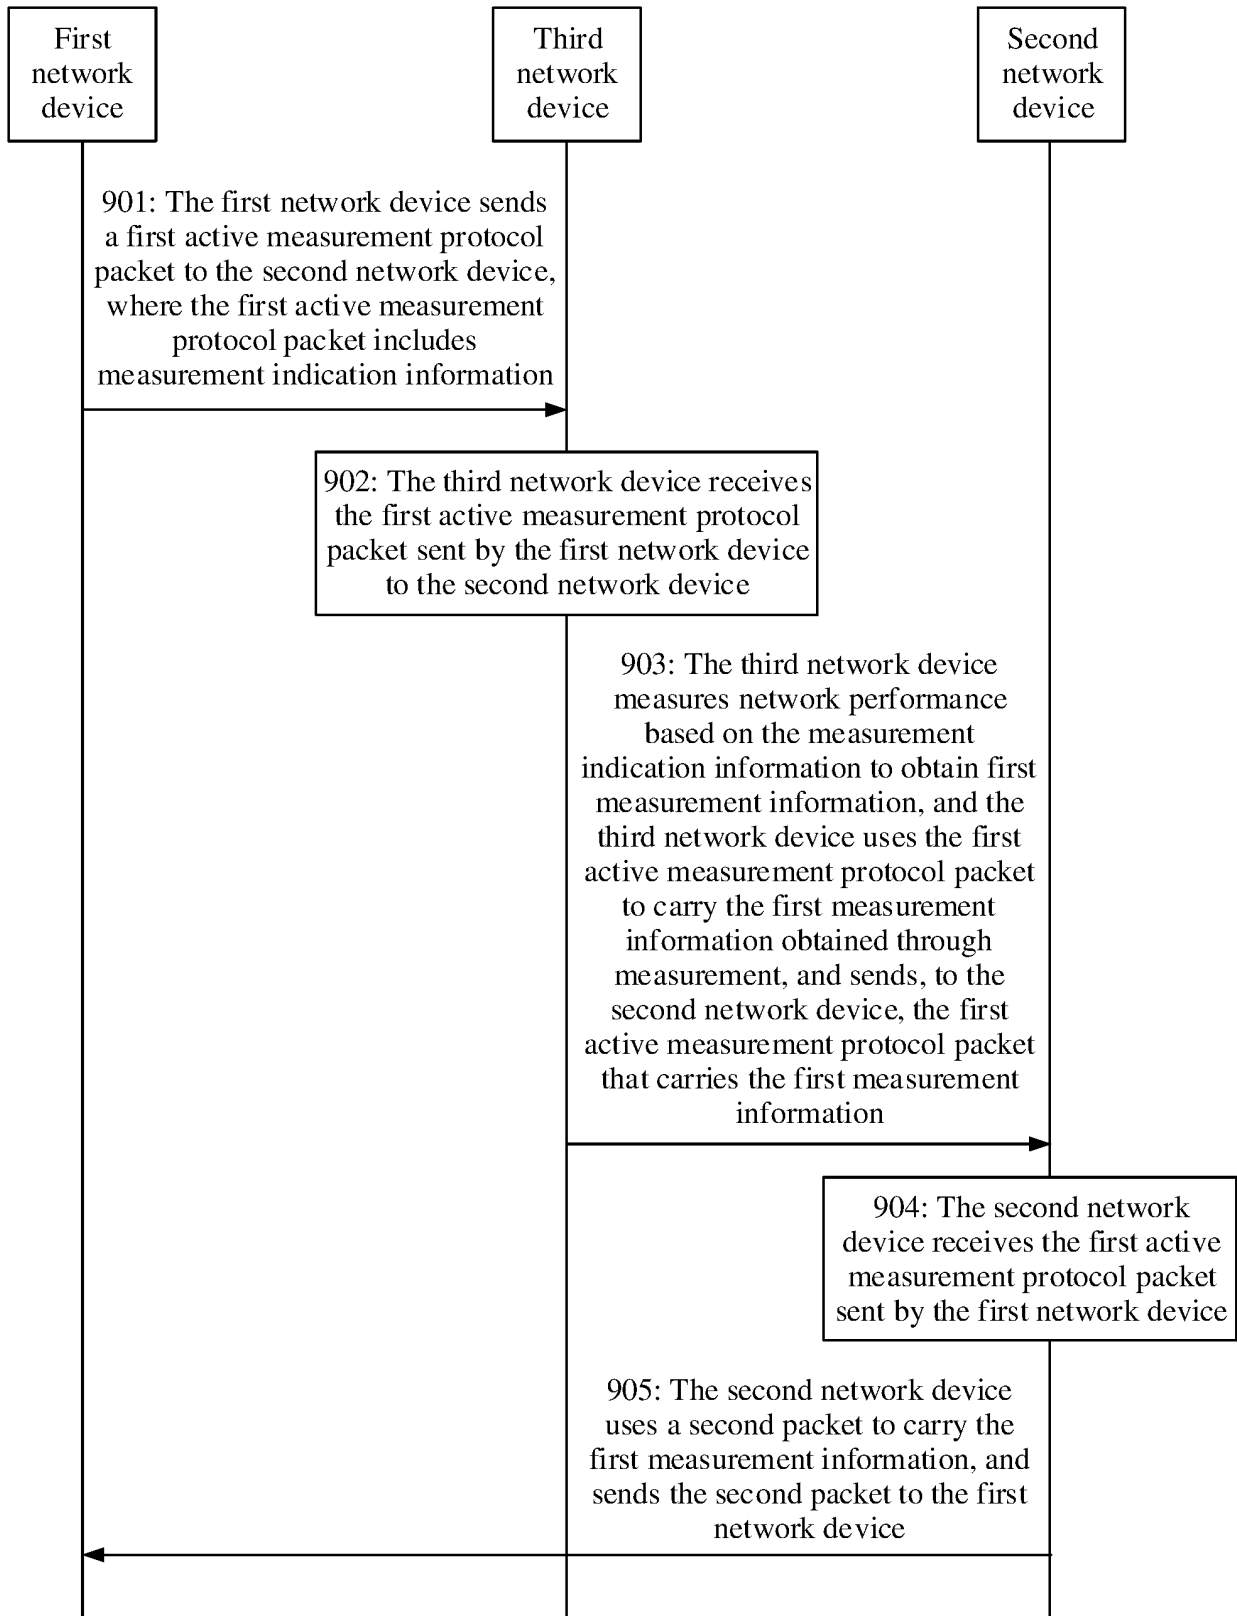 First
network
device
Third
network
device
Second
network
device
901: The first network device sends
a first active measurement protocol
packet to the second network device,
where the first active measurement
protocol packet includes
measurement indication information
902: The third network device receives
the first active measurement protocol
packet sent by the first network device
to the second network device
903: The third network device
measures network performance
based on the measurement
indication information to obtain first
measurement information, and the
third network device uses the first
active measurement protocol packet
to carry the first measurement
information obtained through
measurement, and sends, to the
second network device, the first
active measurement protocol packet
that carries the first measurement
information
904: The second network
device receives the first active
measurement protocol packet
sent by the first network device
905: The second network device
uses a second packet to carry the
first measurement information, and
sends the second packet to the first
network device